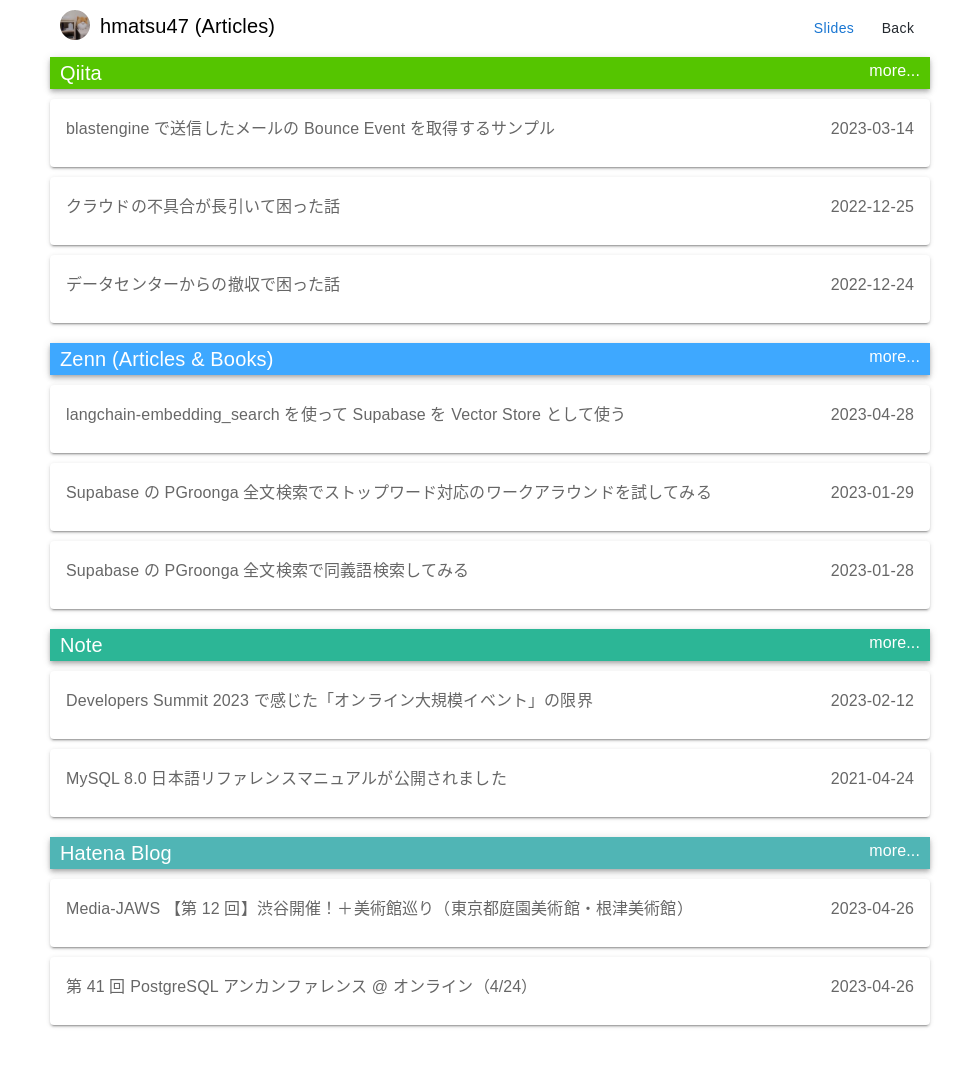 hmatsu47 (Articles)
Slides
Back
Qiita
more...
blastengine で送信したメールの Bounce Event を取得するサンプル
2023-03-14
クラウドの不具合が長引いて困った話
2022-12-25
データセンターからの撤収で困った話
2022-12-24
Zenn (Articles & Books)
more...
langchain-embedding_search を使って Supabase を Vector Store として使う
2023-04-28
Supabase の PGroonga 全文検索でストップワード対応のワークアラウンドを試してみる
2023-01-29
Supabase の PGroonga 全文検索で同義語検索してみる
2023-01-28
Note
more...
Developers Summit 2023 で感じた「オンライン大規模イベント」の限界
2023-02-12
MySQL 8.0 日本語リファレンスマニュアルが公開されました
2021-04-24
Hatena Blog
more...
Media-JAWS 【第 12 回】渋谷開催！＋美術館巡り（東京都庭園美術館・根津美術館）
2023-04-26
第 41 回 PostgreSQL アンカンファレンス @ オンライン（4/24）
2023-04-26